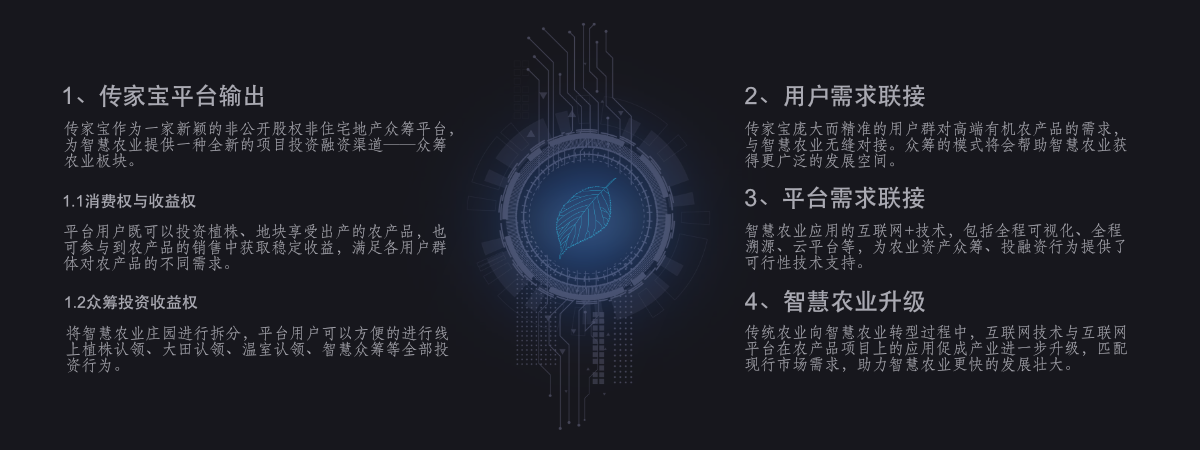 1、传家宝平台输出
传家宝作为一家新颖的非公开股权非住宅地产众筹平台，
为智慧农业提供一种全新的项目投资融资渠道——众筹
农业板块。
1.1消费权与收益权
平台用户既可以投资植株、地块享受出产的农产品，也
可参与到农产品的销售中获取稳定收益，满足各用户群
体对农产品的不同需求。
1.2众筹投资收益权
将智慧农业庄园进行拆分，平台用户可以方便的进行线
上植株认领、大田认领、温室认领、智慧众筹等全部投
资行为。
2、用户需求联接
传家宝庞大而精准的用户群对高端有机农产品的需求，
与智慧农业无缝对接。众筹的模式将会帮助智慧农业获
得更广泛的发展空间。
3、平台需求联接
智慧农业应用的互联网+技术，包括全程可视化、全程
溯源、云平台等，为农业资产众筹、投融资行为提供了
可行性技术支持。
4、智慧农业升级
传统农业向智慧农业转型过程中，互联网技术与互联网
平台在农产品项目上的应用促成产业进一步升级，匹配
现行市场需求，助力智慧农业更快的发展壮大。